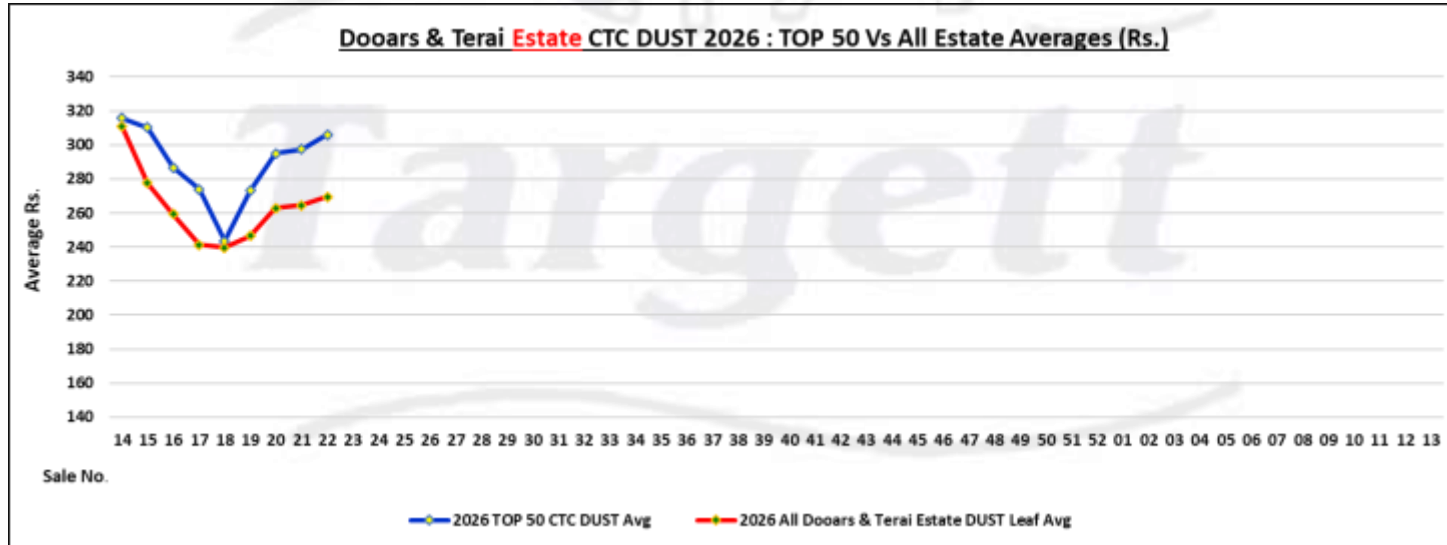 Dooars & Terai Estate CTC DUST 2026 : TOP 50 Vs All Estate Averages (Rs.)
Targett
Average Rs.
340
320
300
280
260
240
220
200
180
160
140
14 15 16 17 18 19 20 21 22 23 24 25 26 27 28 29 30 31 32 33 34 35 36 37 38 39 40 41 42 43 44 45 46 47 48 49 50 51 52 01 02 03 04 05 06 07 08 09 10 11 12 13
Sale No.
2026 TOP 50 CTC DUST Avg 2026 All Dooars & Terai Estate DUST Leaf Avg